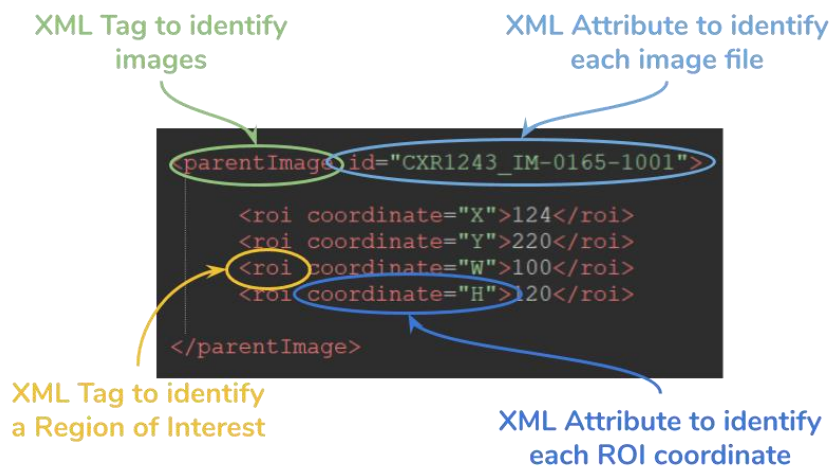 XML Tag to identify
images
XML Attribute to identify
each image file
<parentImage id="CXR1243_IM-0165-1001">
<roi coordinate="X">124</roi>
<roi coordinate="Y">220</roi>
<roi coordinate="W">100</roi>
<roi coordinate="H">120</roi>
</parentImage>
XML Tag to identify
a Region of Interest
XML Attribute to identify
each ROI coordinate